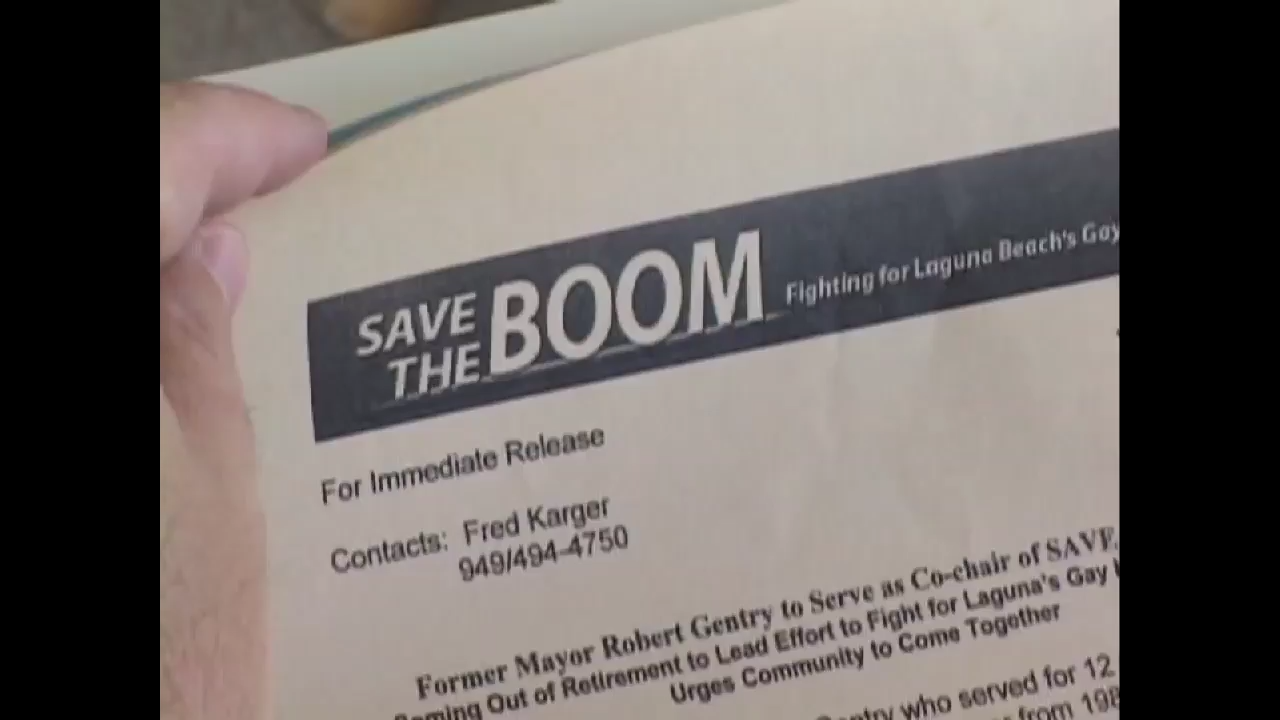 SAVE THE BOOM Fighting for Laguna Beach's Gay
For Immediate Release
Contacts: Fred Karger
949/494-4750
Former Mayor Robert Gentry to Serve as Co-chair of SAVE
Coming Out of Retirement to Lead Effort to Fight for Laguna's Gay
Urges Community to Come Together
Gentry who served for 12
from 198